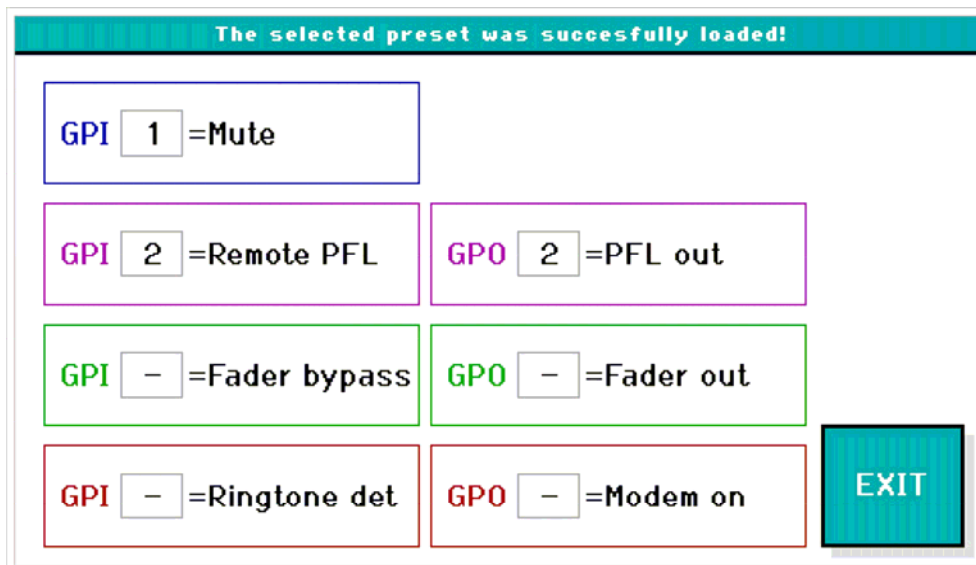 The selected preset was succesfully loaded!
GPI 1 =Mute
GPI 2 =Remote PFL GPO 2 =PFL out
GPI - =Fader bypass GPO - =Fader out
GPI - =Ringtone det GPO - =Modem on
EXIT